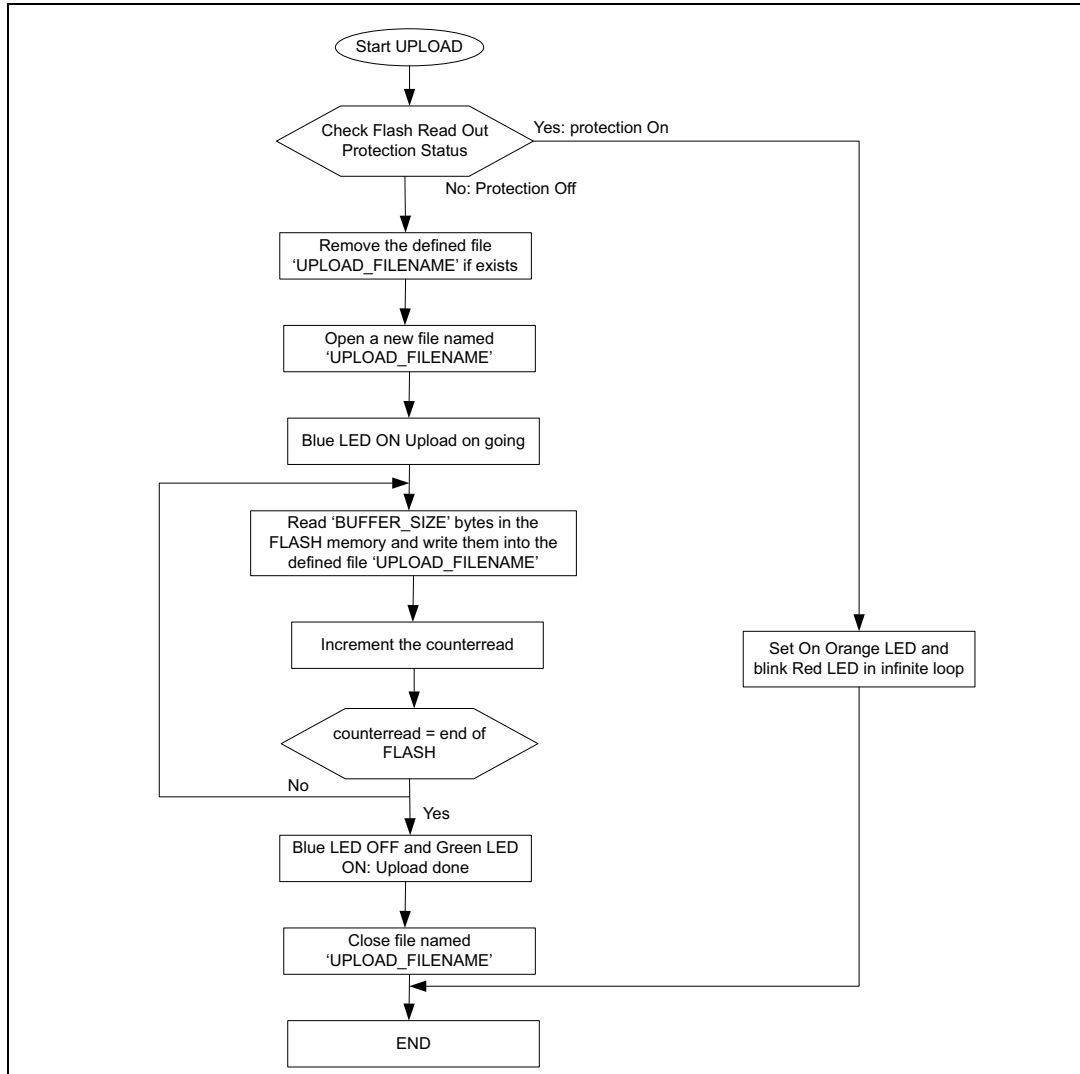 Start UPLOAD
Check Flash Read Out
Protection Status
Yes: protection On
No: Protection Off
Remove the defined file
‘UPLOAD_FILENAME’ if exists
Open a new file named
‘UPLOAD_FILENAME’
Blue LED ON Upload on going
Read ‘BUFFER_SIZE’ bytes in the
FLASH memory and write them into the
defined file ‘UPLOAD_FILENAME’
Increment the counterread
Set On Orange LED and
blink Red LED in infinite loop
counterread = end of
FLASH
No
Yes
Blue LED OFF and Green LED
ON: Upload done
Close file named
‘UPLOAD_FILENAME’
END